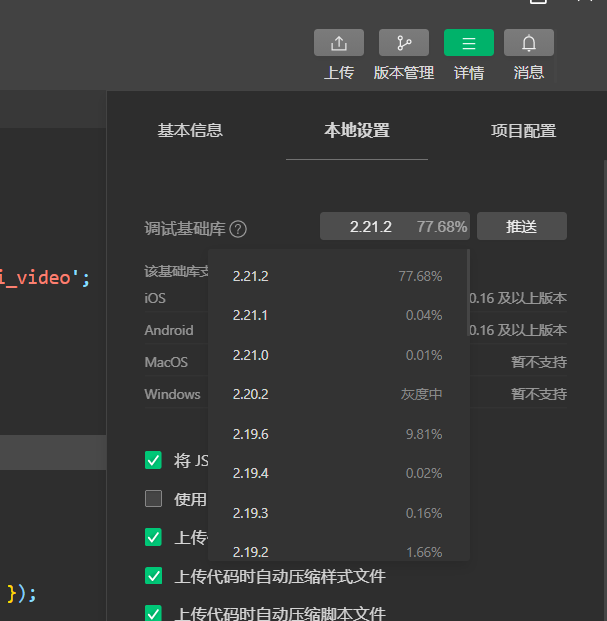 上传 版本管理 详情 消息
基本信息 本地设置 项目配置
调试基础库 ? 2.21.2 77.68% 推送
i_video';
该基础库支
2.21.2 77.68%
iOS 0.16 及以上版本
2.21.1 0.04%
Android 0.16 及以上版本
2.21.0 0.01%
MacOS 暂不支持
Windows 暂不支持
2.20.2 灰度中
2.19.6 9.81%
将 JS
2.19.4 0.02%
使用
2.19.3 0.16%
上传
2.19.2 1.66%
上传代码时自动压缩样式文件
});
上传代码时自动压缩脚本文件